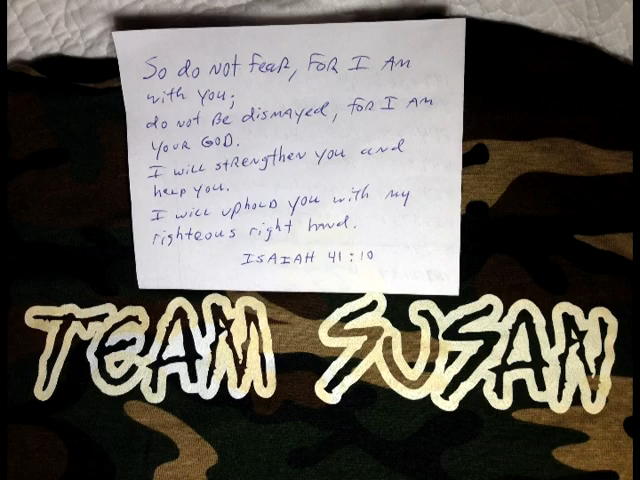 So do not fear, for I am
with you;
do not be dismayed, for I am
your God.
I will strengthen you and
help you.
I will uphold you with my
righteous right hand.
ISAIAH 41:10
TEAM SUSAN